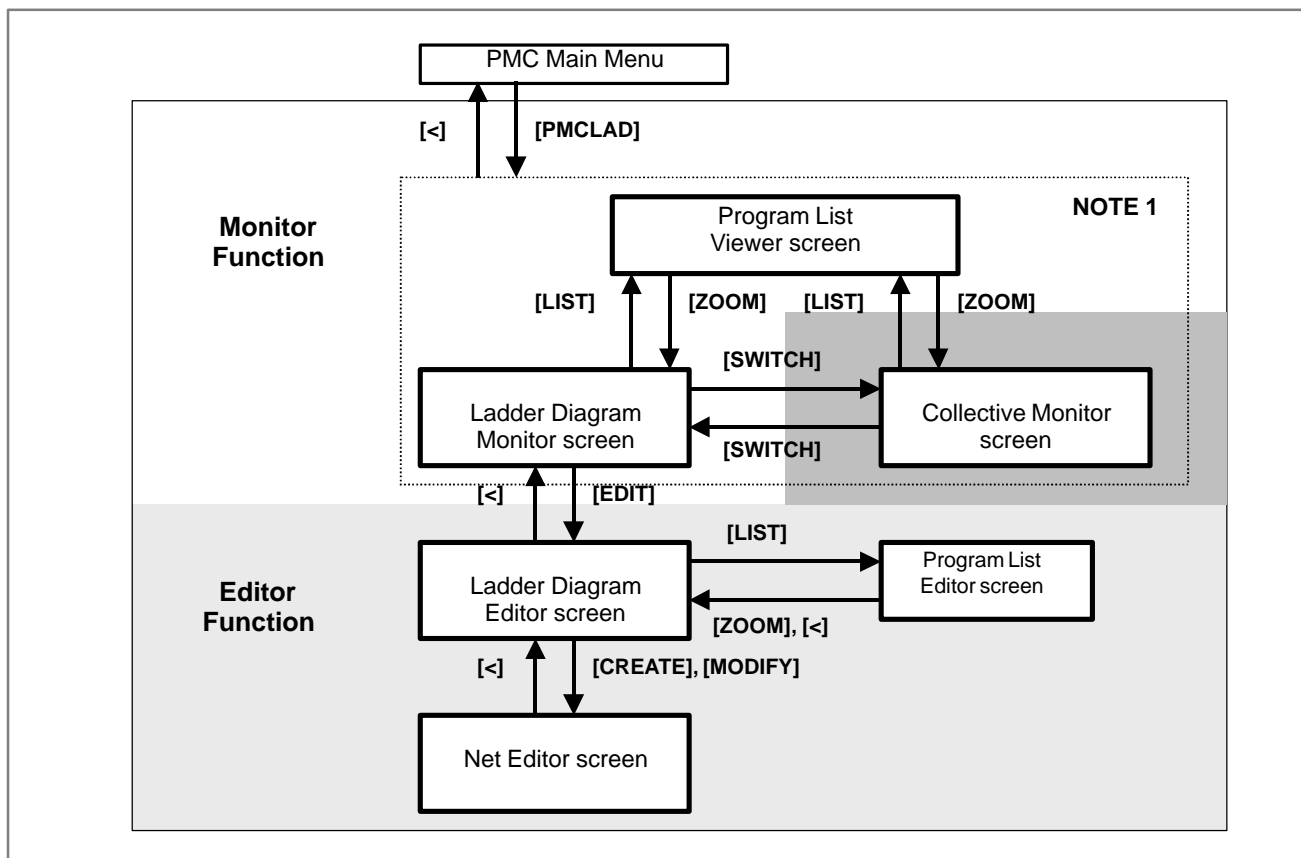 PMC Main Menu
[<]
[PMCLAD]
NOTE 1
Monitor
Function
Program List
Viewer screen
[LIST]
[ZOOM]
[LIST]
[ZOOM]
[SWITCH]
Ladder Diagram
Monitor screen
Collective Monitor
screen
[SWITCH]
[<]
[EDIT]
[LIST]
Editor
Function
Ladder Diagram
Editor screen
Program List
Editor screen
[ZOOM], [<]
[<]
[CREATE], [MODIFY]
Net Editor screen